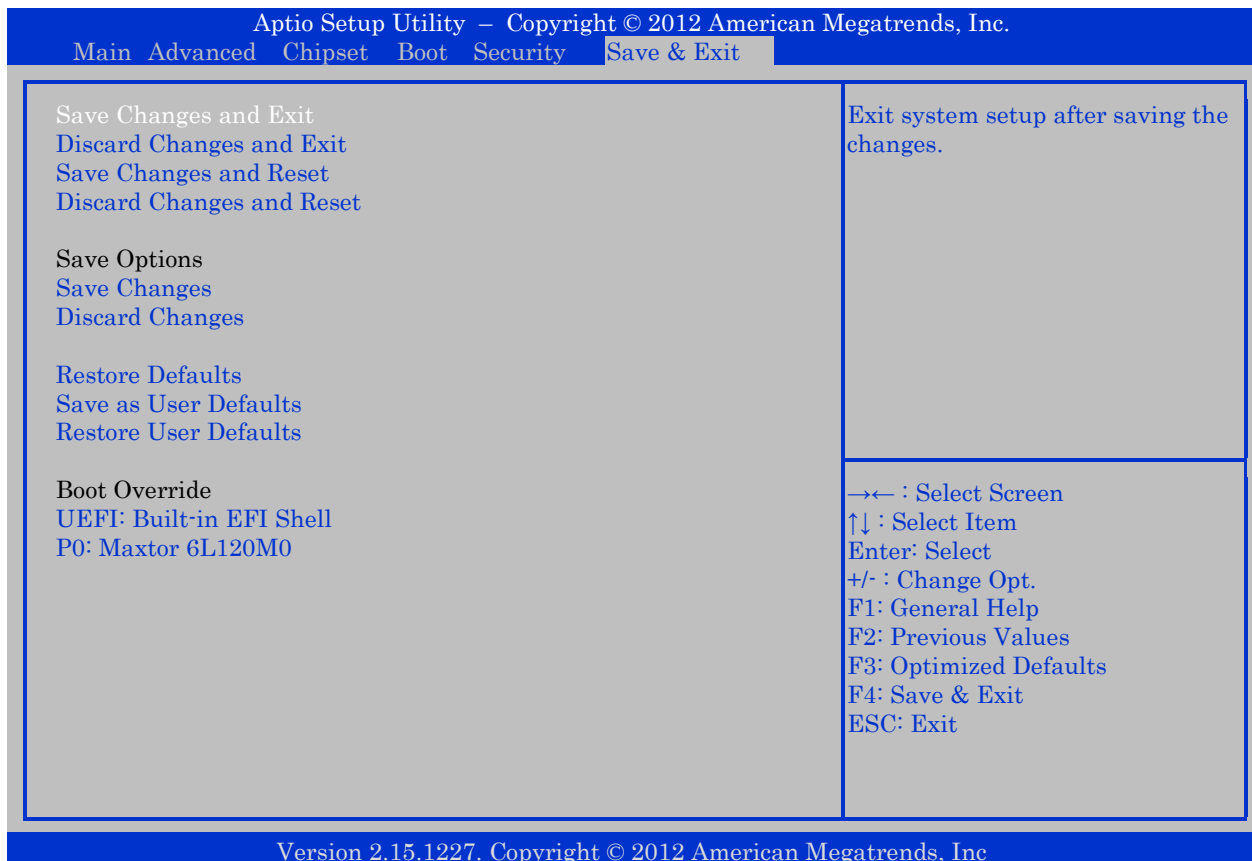 Aptio Setup Utility – Copyright © 2012 American Megatrends, Inc.
Main Advanced Chipset Boot Security Save & Exit
Save Changes and Exit
Discard Changes and Exit
Save Changes and Reset
Discard Changes and Reset
Save Options
Save Changes
Discard Changes
Restore Defaults
Save as User Defaults
Restore User Defaults
Boot Override
UEFI: Built-in EFI Shell
P0: Maxtor 6L120M0
Exit system setup after saving the
changes.
→← : Select Screen
↑↓ : Select Item
Enter: Select
+/- : Change Opt.
F1: General Help
F2: Previous Values
F3: Optimized Defaults
F4: Save & Exit
ESC: Exit
Version 2.15.1227. Copyright © 2012 American Megatrends, Inc